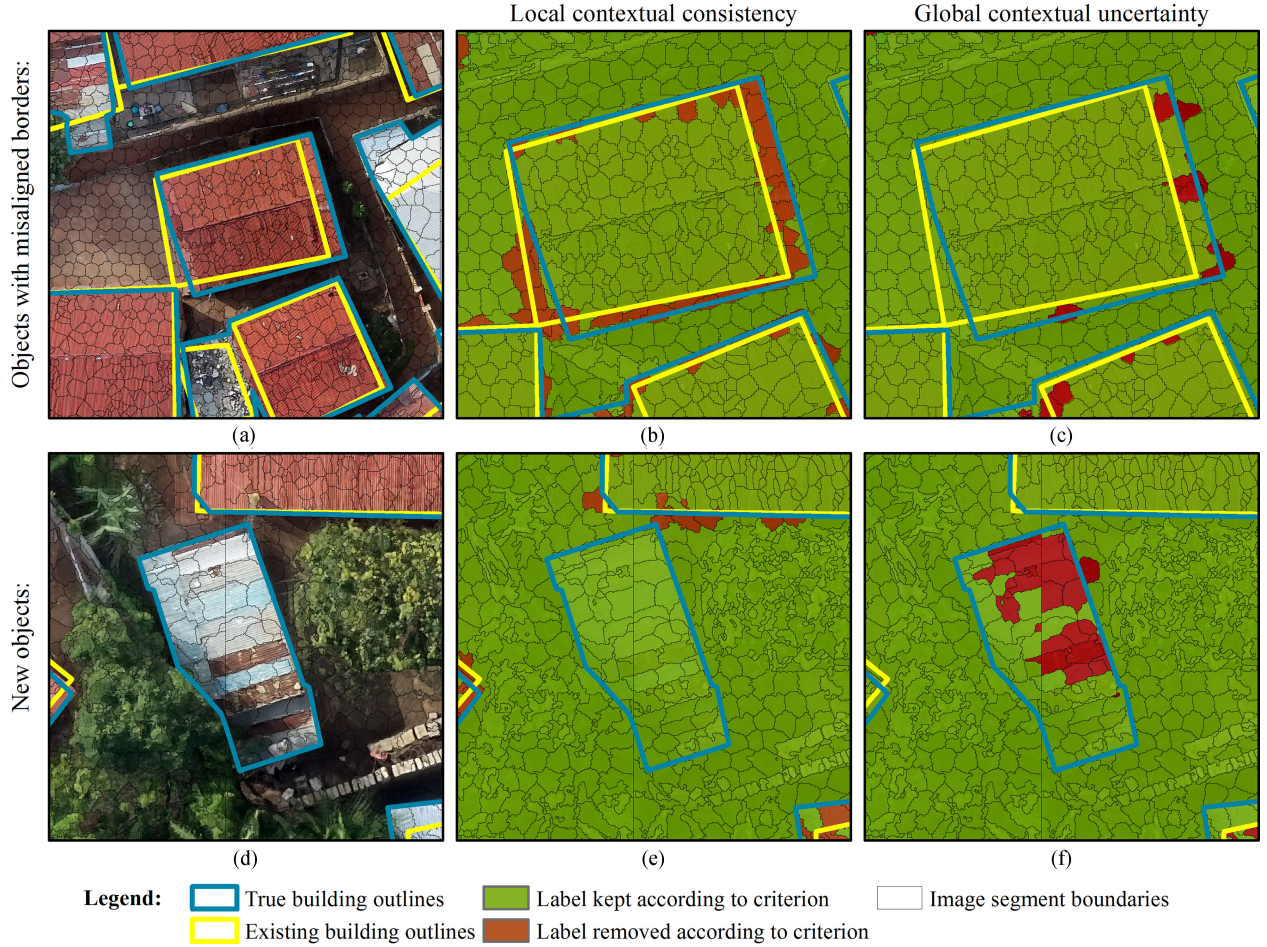 Local contextual consistency
Global contextual uncertainty
Objects with misaligned borders:
(a)
(b)
(c)
New objects:
(d)
(e)
(f)
Legend:
True building outlines
Label kept according to criterion
Image segment boundaries
Existing building outlines
Label removed according to criterion